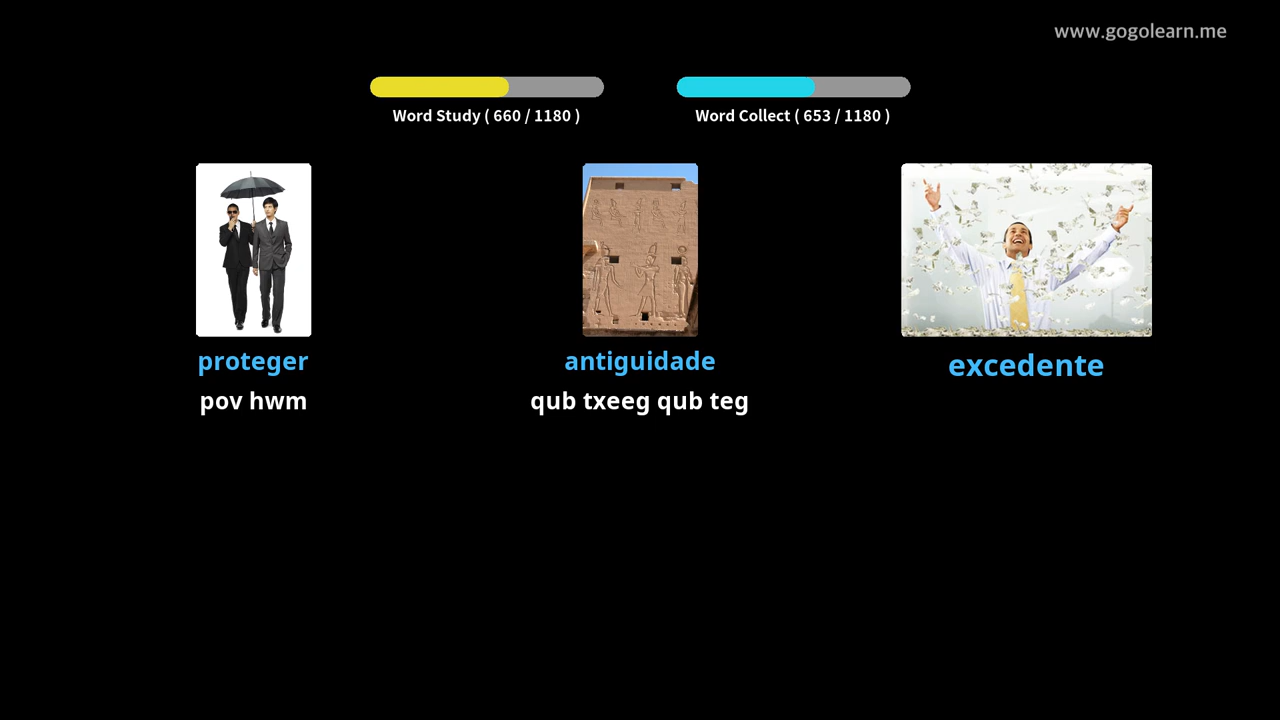 www.gogolearn.me
Word Study ( 660 / 1180 )
Word Collect ( 653 / 1180 )
proteger
pov hwm
antiguidade
qub txeeg qub teg
excedente